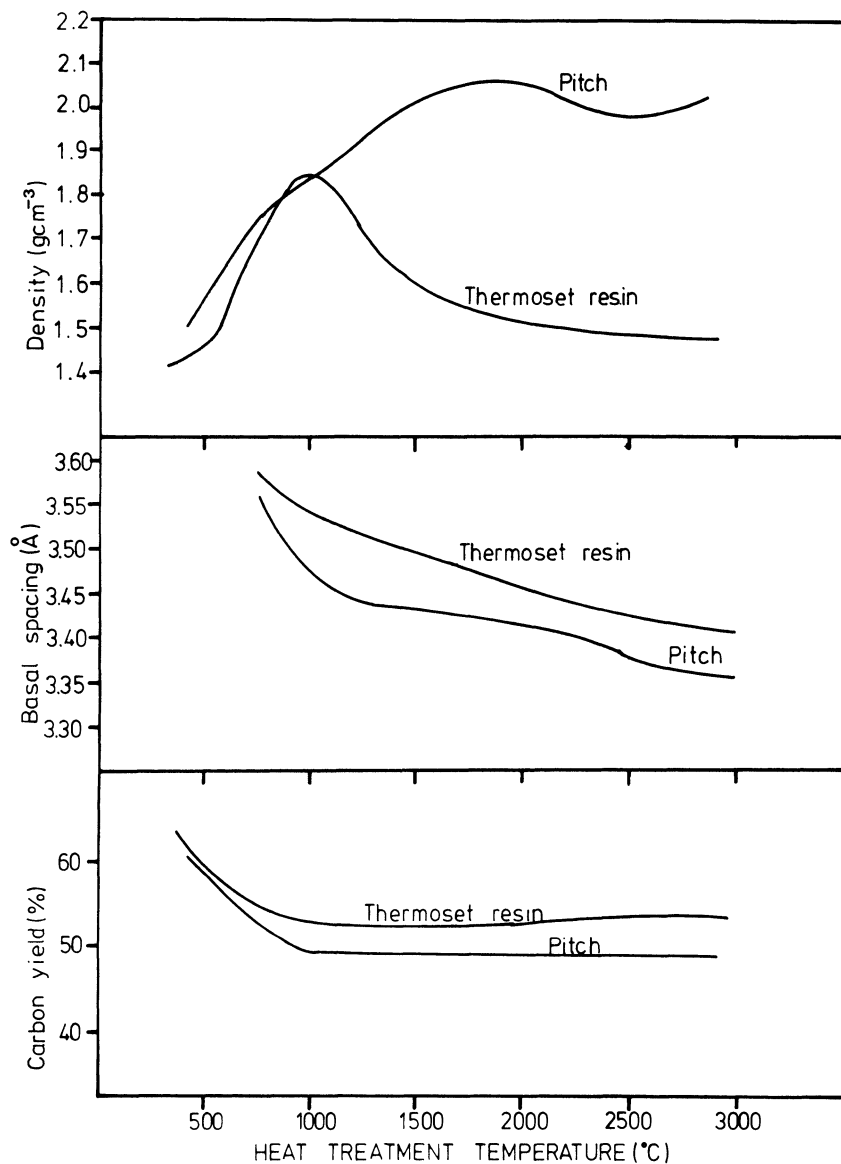 2.2
2.1
2.0
1.9
1.8
1.7
1.6
1.5
1.4
Density (gcm⁻³)
Pitch
Thermoset resin
3.60
3.55
3.50
3.45
3.40
3.35
3.30
Basal spacing (Å)
Thermoset resin
Pitch
60
50
40
Carbon yield (%)
Thermoset resin
Pitch
500 1000 1500 2000 2500 3000
HEAT TREATMENT TEMPERATURE (°C)